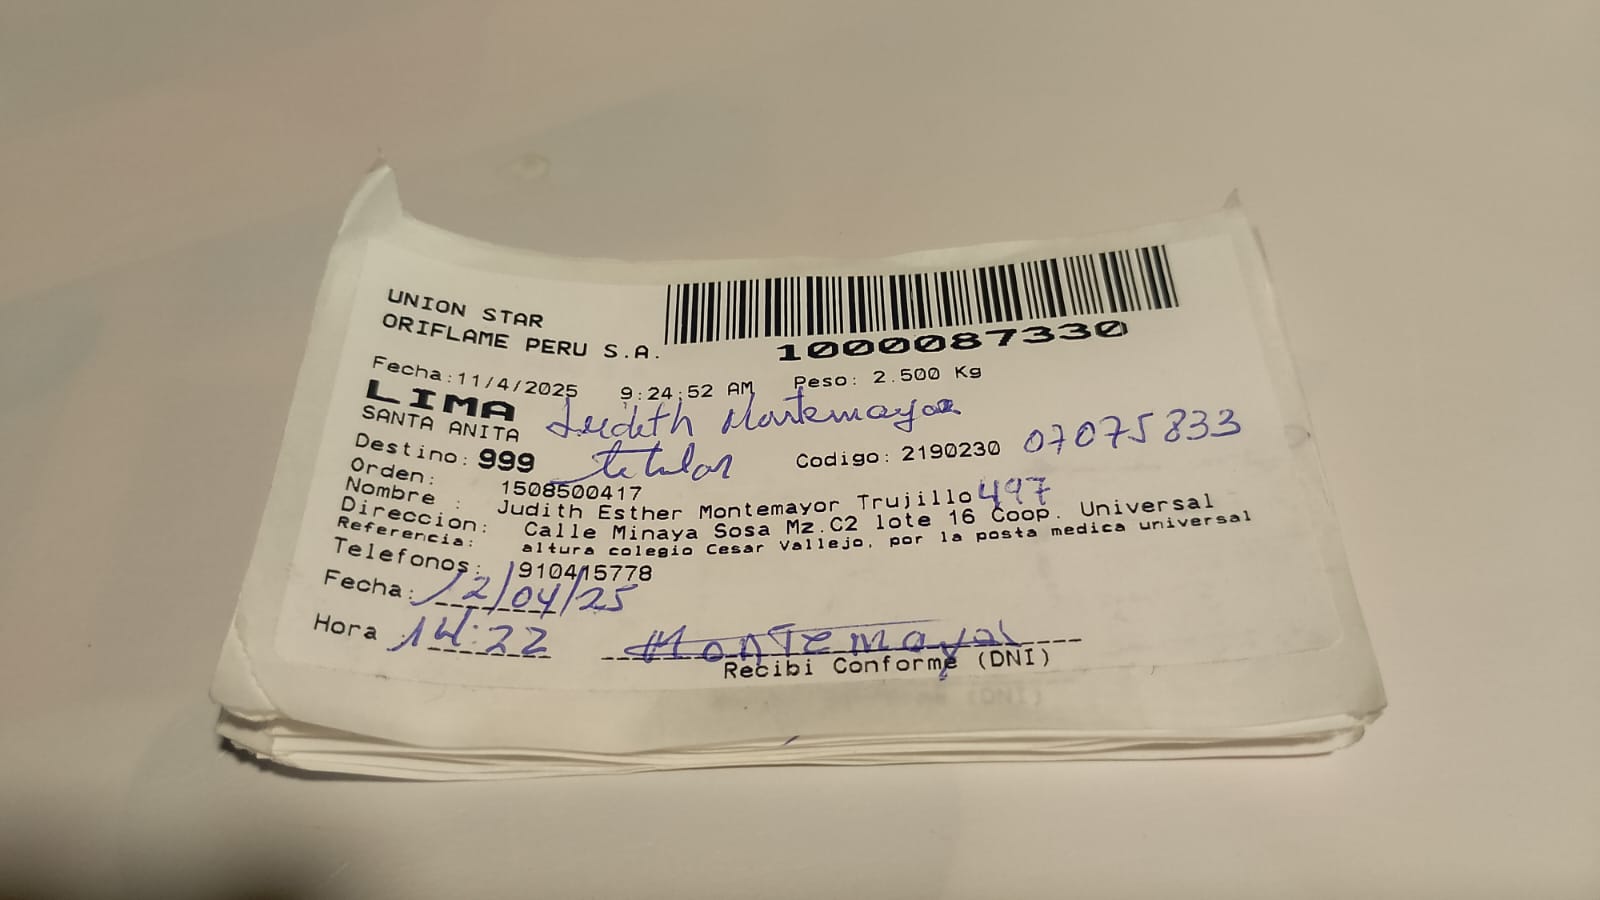 UNION STAR
ORIFLAME PERU S.A.
1000087330
Fecha:11/4/2025 9:24:52 AM Peso: 2.500 Kg
LIMA
SANTA ANITA Judith Montemayor
Destino: 999 titular Codigo: 2190230 07075833
Orden: 1508500417
Nombre : Judith Esther Montemayor Trujillo 497
Direccion: Calle Minaya Sosa Mz.C2 lote 16 Coop. Universal
Referencia: altura colegio Cesar Vallejo, por la posta medica universal
Telefonos: 910415778
Fecha: 12/04/25
Hora 14:22 Montemayor
Recibi Conforme (DNI)